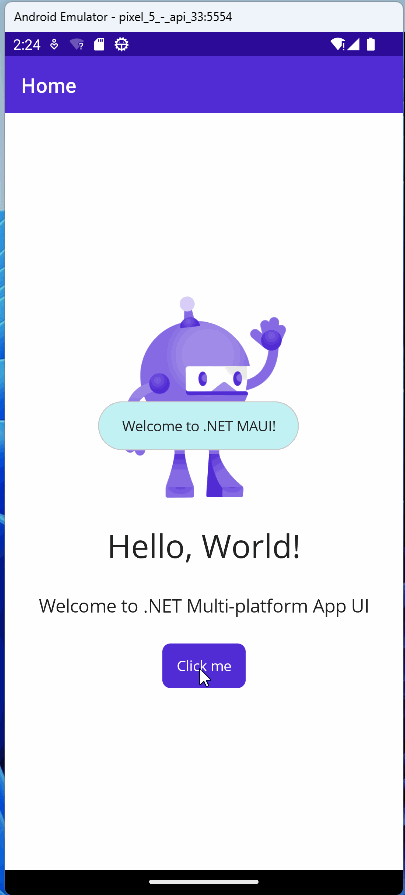 Android Emulator - pixel_5_-_api_33:5554
2:24
Home
Welcome to .NET MAUI!
Hello, World!
Welcome to .NET Multi-platform App UI
Click me